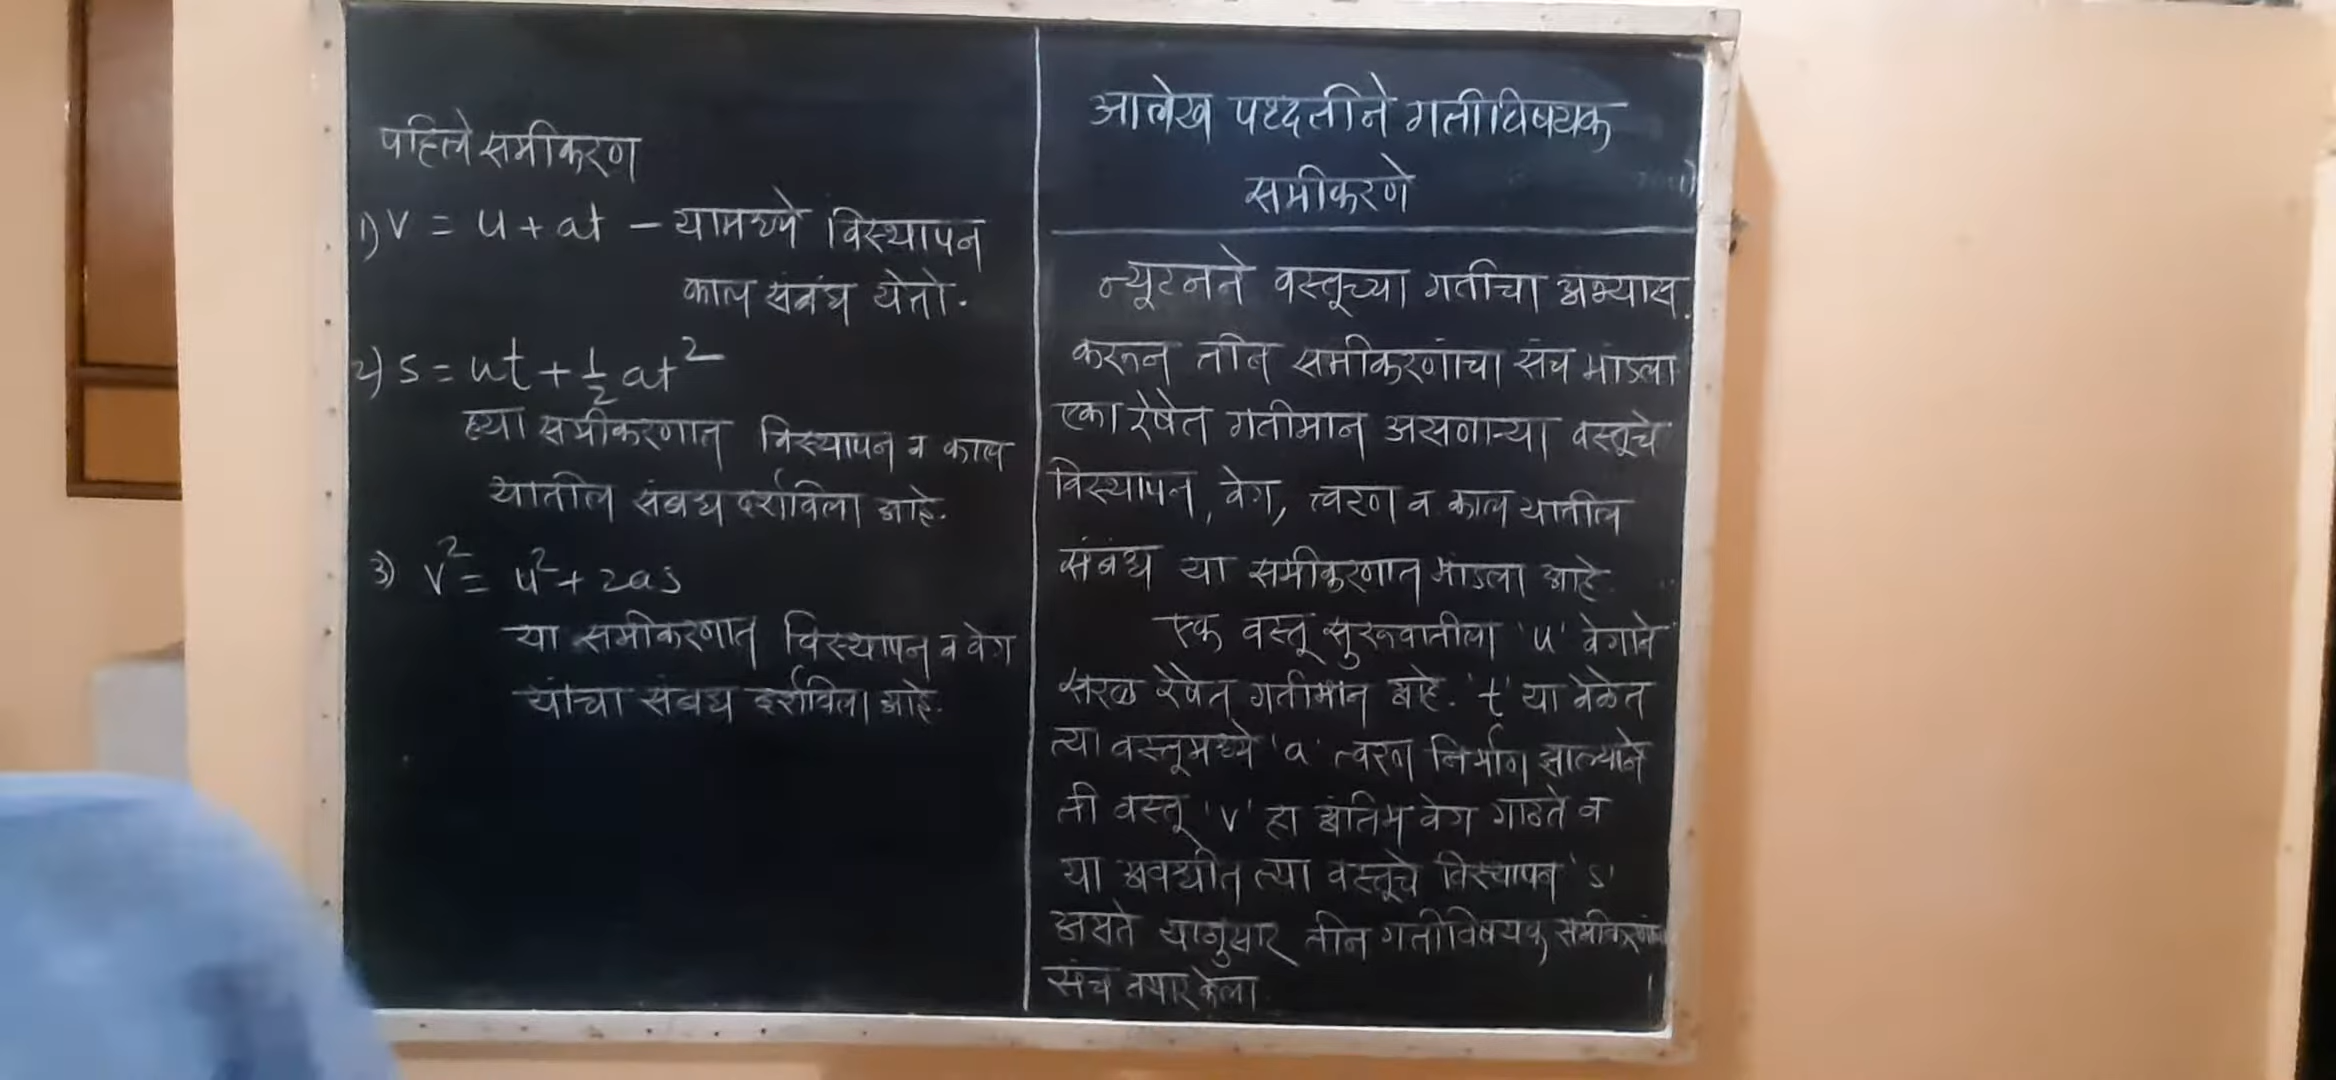 पहिले समीकरण
1) v = u + at - यामध्ये विस्थापन
काल संबंध येतो.
2) s = ut + 1/2 at²
ह्या समीकरणात विस्थापन व काल
यातील संबध दर्शविला आहे.
3) v² = u² + 2as
या समीकरणात विस्थापन व वेग
यांचा संबध दर्शविला आहे.
आलेख पध्दतीने गतीविषयक
समीकरणे
न्यूटनने वस्तूच्या गतीचा अभ्यास
करून तीन समीकरणांचा संच मांडला
एका रेषेत गतीमान असणाऱ्या वस्तूचे
विस्थापन, वेग, त्वरण व काल यातील
संबंध या समीकरणात मांडला आहे.
एक वस्तू सुरूवातीला 'u' वेगाने
सरळ रेषेत गतीमान आहे. 't' या वेळेत
त्या वस्तूमध्ये 'a' त्वरण निर्माण झाल्याने
ती वस्तू 'v' हा अंतिम वेग गाठते व
या अवधीत त्या वस्तूचे विस्थापन 's'
असते यानुसार तीन गतीविषयक
संच तयार केला.